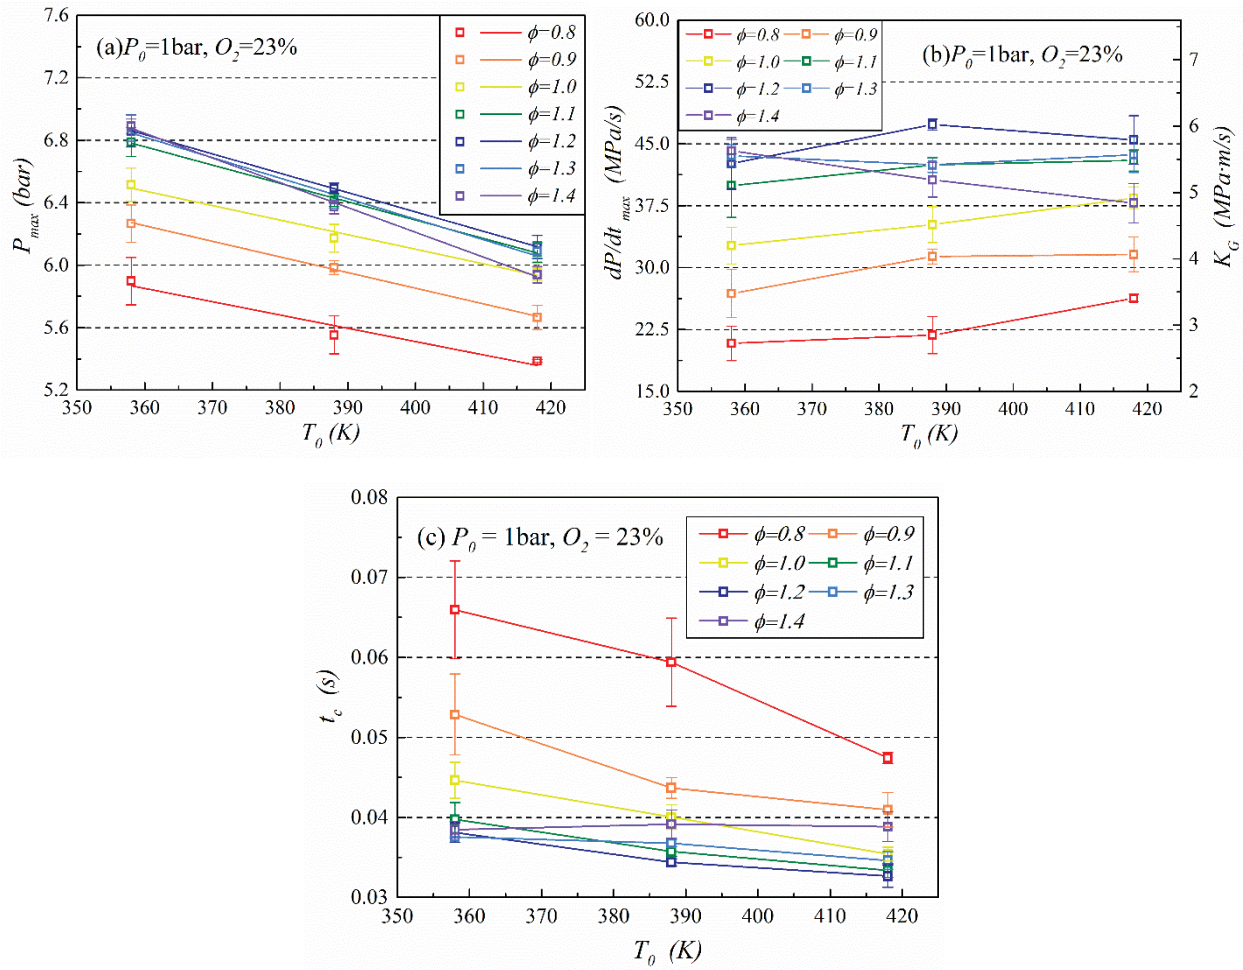 (a)P0=1bar, O2=23%
ϕ=0.8
ϕ=0.9
ϕ=1.0
ϕ=1.1
ϕ=1.2
ϕ=1.3
ϕ=1.4
7.6
7.2
6.8
6.4
6.0
5.6
5.2
Pmax (bar)
350 360 370 380 390 400 410 420
T0 (K)
(b)P0=1bar, O2=23%
ϕ=0.8 ϕ=0.9
ϕ=1.0 ϕ=1.1
ϕ=1.2 ϕ=1.3
ϕ=1.4
60.0
52.5
45.0
37.5
30.0
22.5
15.0
dP/dtmax (MPa/s)
7
6
5
4
3
2
KG (MPa·m/s)
350 360 370 380 390 400 410 420
T0 (K)
(c) P0 = 1bar, O2 = 23%
ϕ=0.8 ϕ=0.9
ϕ=1.0 ϕ=1.1
ϕ=1.2 ϕ=1.3
ϕ=1.4
0.08
0.07
0.06
0.05
0.04
0.03
tc (s)
350 360 370 380 390 400 410 420
T0 (K)